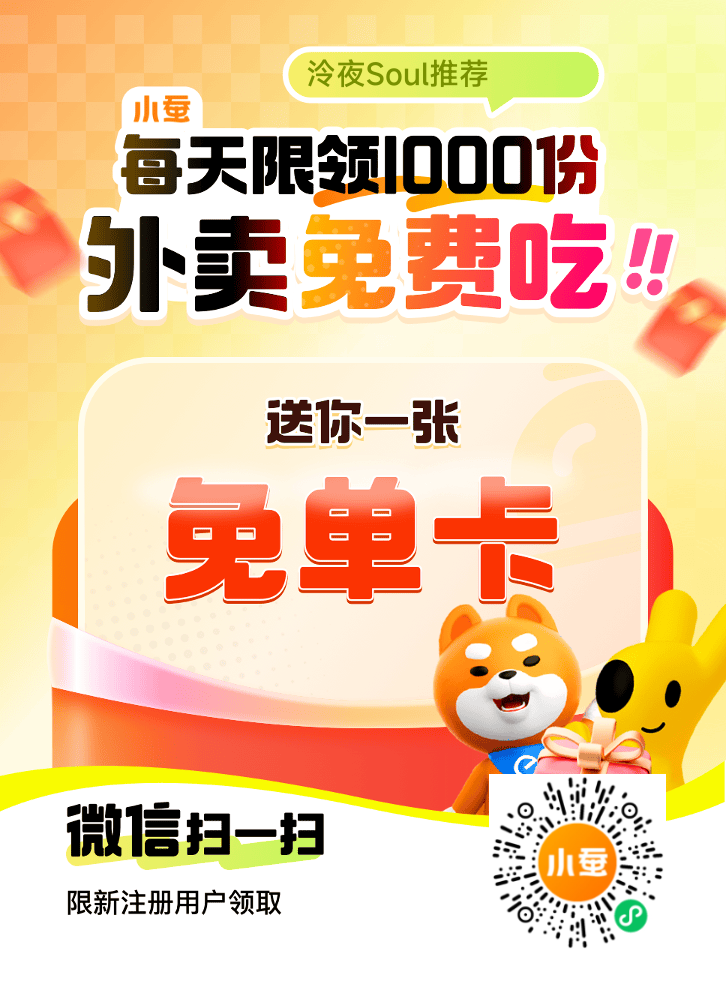 泠夜Soul推荐
小蚕
每天限领1000份
外卖免费吃!!
送你一张
免单卡
e
微信扫一扫
限新注册用户领取
小蚕